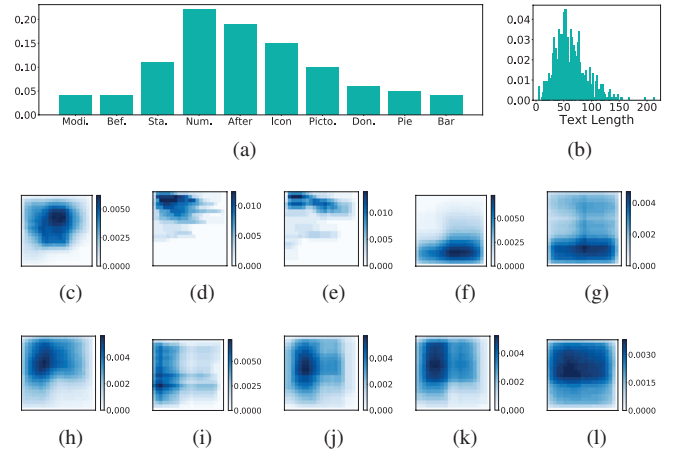 0.20
0.15
0.10
0.05
0.00
Modi. Bef. Sta. Num. After Icon Picto. Don. Pie Bar
(a)
0.04
0.03
0.02
0.01
0.00
0 50 100 150 200
Text Length
(b)
0.0050
0.0025
0.0000
(c)
0.010
0.005
0.000
(d)
0.010
0.005
0.000
(e)
0.0050
0.0025
0.0000
(f)
0.004
0.002
0.000
(g)
0.004
0.002
0.000
(h)
0.0050
0.0025
0.0000
(i)
0.004
0.002
0.000
(j)
0.004
0.002
0.000
(k)
0.0030
0.0015
0.0000
(l)